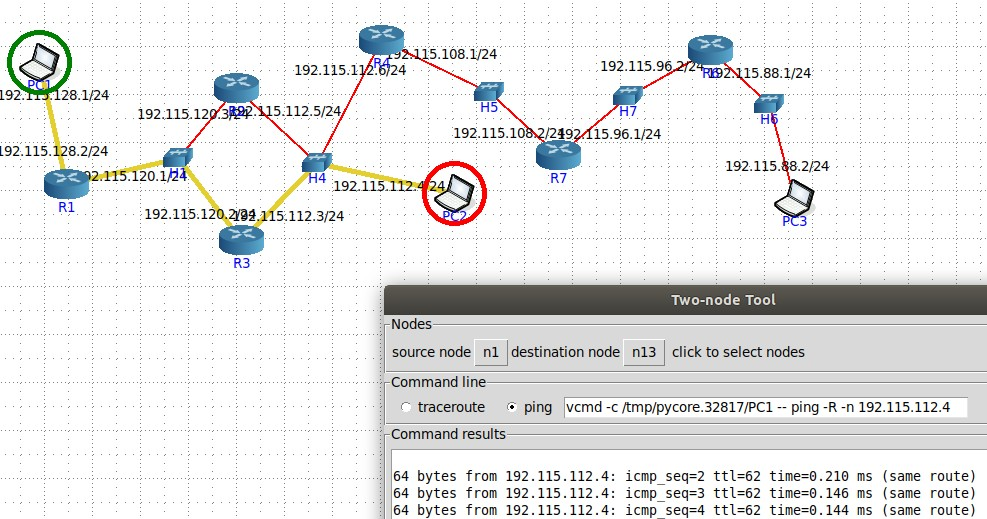 R4
192.115.108.1/24
192.115.112.6/24
192.115.96.2/24
192.115.88.1/24
PC1
192.115.128.1/24
192.115.120.3/24
192.115.112.5/24
H5
H7
H6
192.115.108.2/24
192.115.96.1/24
192.115.128.2/24
192.115.120.1/24
H4
R7
192.115.88.2/24
192.115.112.4/24
R1
192.115.120.2/24
192.115.112.3/24
PC2
PC3
R3
Two-node Tool
Nodes
source node n1 destination node n13 click to select nodes
Command line
traceroute ping vcmd -c /tmp/pycore.32817/PC1 -- ping -R -n 192.115.112.4
Command results
64 bytes from 192.115.112.4: icmp_seq=2 ttl=62 time=0.210 ms (same route)
64 bytes from 192.115.112.4: icmp_seq=3 ttl=62 time=0.146 ms (same route)
64 bytes from 192.115.112.4: icmp_seq=4 ttl=62 time=0.144 ms (same route)